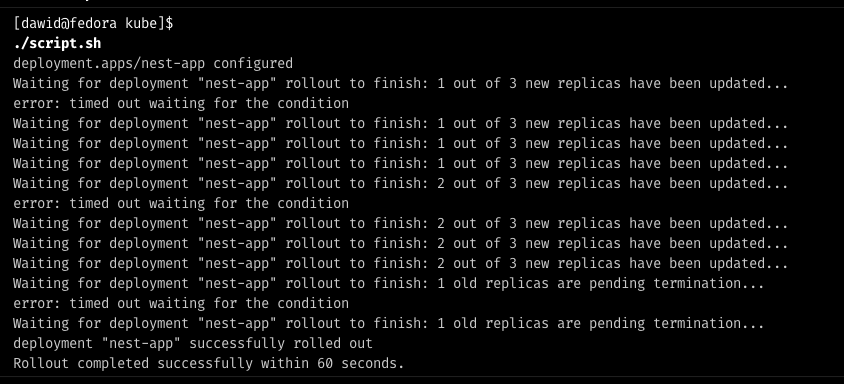 [dawid@fedora kube]$
./script.sh
deployment.apps/nest-app configured
Waiting for deployment "nest-app" rollout to finish: 1 out of 3 new replicas have been updated...
error: timed out waiting for the condition
Waiting for deployment "nest-app" rollout to finish: 1 out of 3 new replicas have been updated...
Waiting for deployment "nest-app" rollout to finish: 1 out of 3 new replicas have been updated...
Waiting for deployment "nest-app" rollout to finish: 1 out of 3 new replicas have been updated...
Waiting for deployment "nest-app" rollout to finish: 2 out of 3 new replicas have been updated...
error: timed out waiting for the condition
Waiting for deployment "nest-app" rollout to finish: 2 out of 3 new replicas have been updated...
Waiting for deployment "nest-app" rollout to finish: 2 out of 3 new replicas have been updated...
Waiting for deployment "nest-app" rollout to finish: 2 out of 3 new replicas have been updated...
Waiting for deployment "nest-app" rollout to finish: 1 old replicas are pending termination...
error: timed out waiting for the condition
Waiting for deployment "nest-app" rollout to finish: 1 old replicas are pending termination...
deployment "nest-app" successfully rolled out
Rollout completed successfully within 60 seconds.